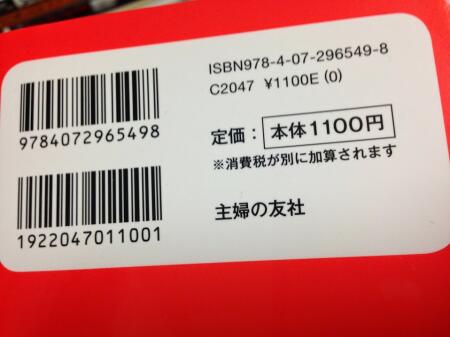 ISBN978-4-07-296549-8
C2047 ¥1100E (0)
9784072965498
定価：本体1100円
※消費税が別に加算されます
1922047011001
主婦の友社